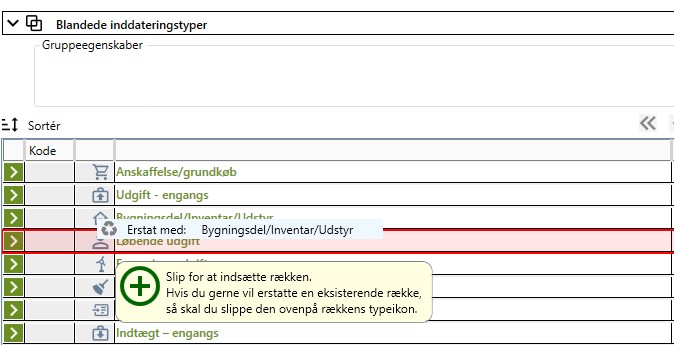 Blandede inddateringstyper
Gruppeegenskaber
Sortér
Kode
Anskaffelse/grundkøb
Udgift - engangs
Bygningsdel/Inventar/Udstyr
Erstat med: Bygningsdel/Inventar/Udstyr
Løbende udgift
Slip for at indsætte rækken.
Hvis du gerne vil erstatte en eksisterende række,
så skal du slippe den ovenpå rækkens typeikon.
Indtægt – engangs